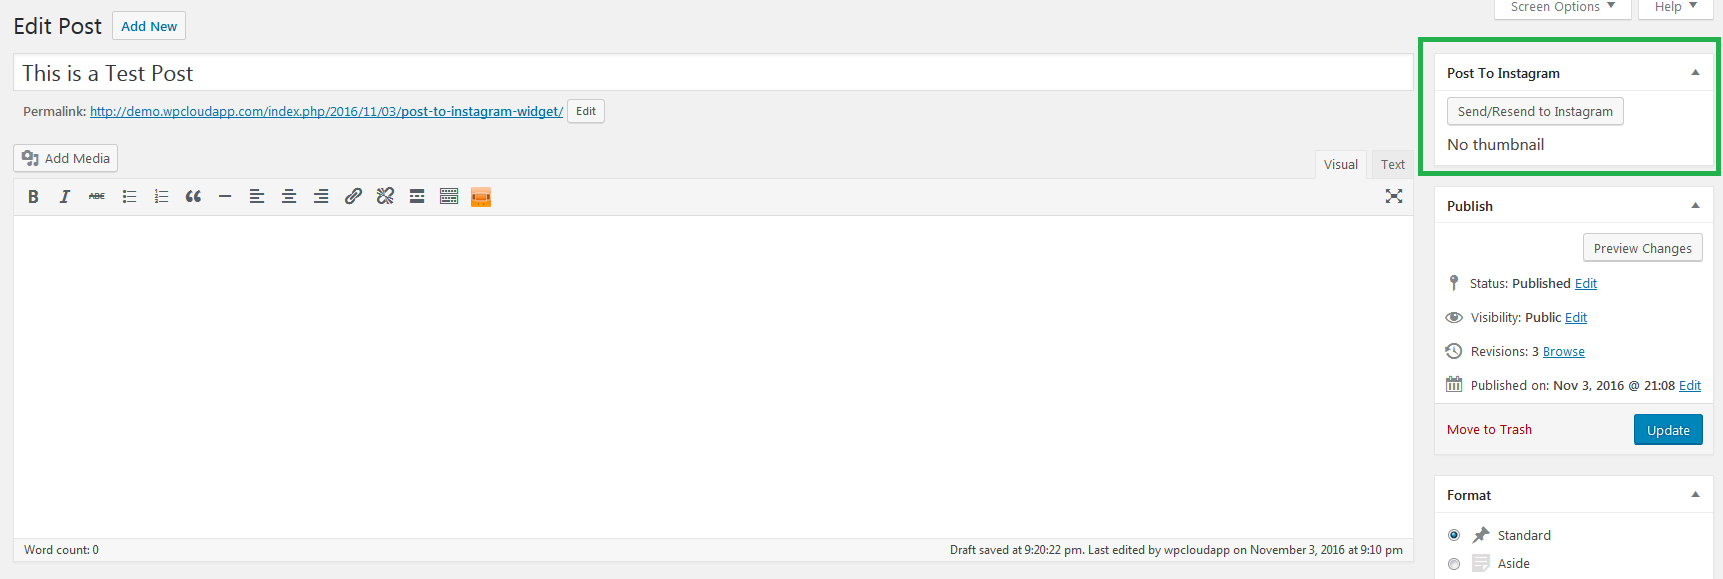 Edit Post Add New
Screen Options Help
This is a Test Post
Permalink: http://demo.wpcloudapp.com/index.php/2016/11/03/post-to-instagram-widget/ Edit
Add Media
Visual Text
B I ABC
Word count: 0
Draft saved at 9:20:22 pm. Last edited by wpcloudapp on November 3, 2016 at 9:10 pm
Post To Instagram
Send/Resend to Instagram
No thumbnail
Publish
Preview Changes
Status: Published Edit
Visibility: Public Edit
Revisions: 3 Browse
Published on: Nov 3, 2016 @ 21:08 Edit
Move to Trash Update
Format
Standard
Aside